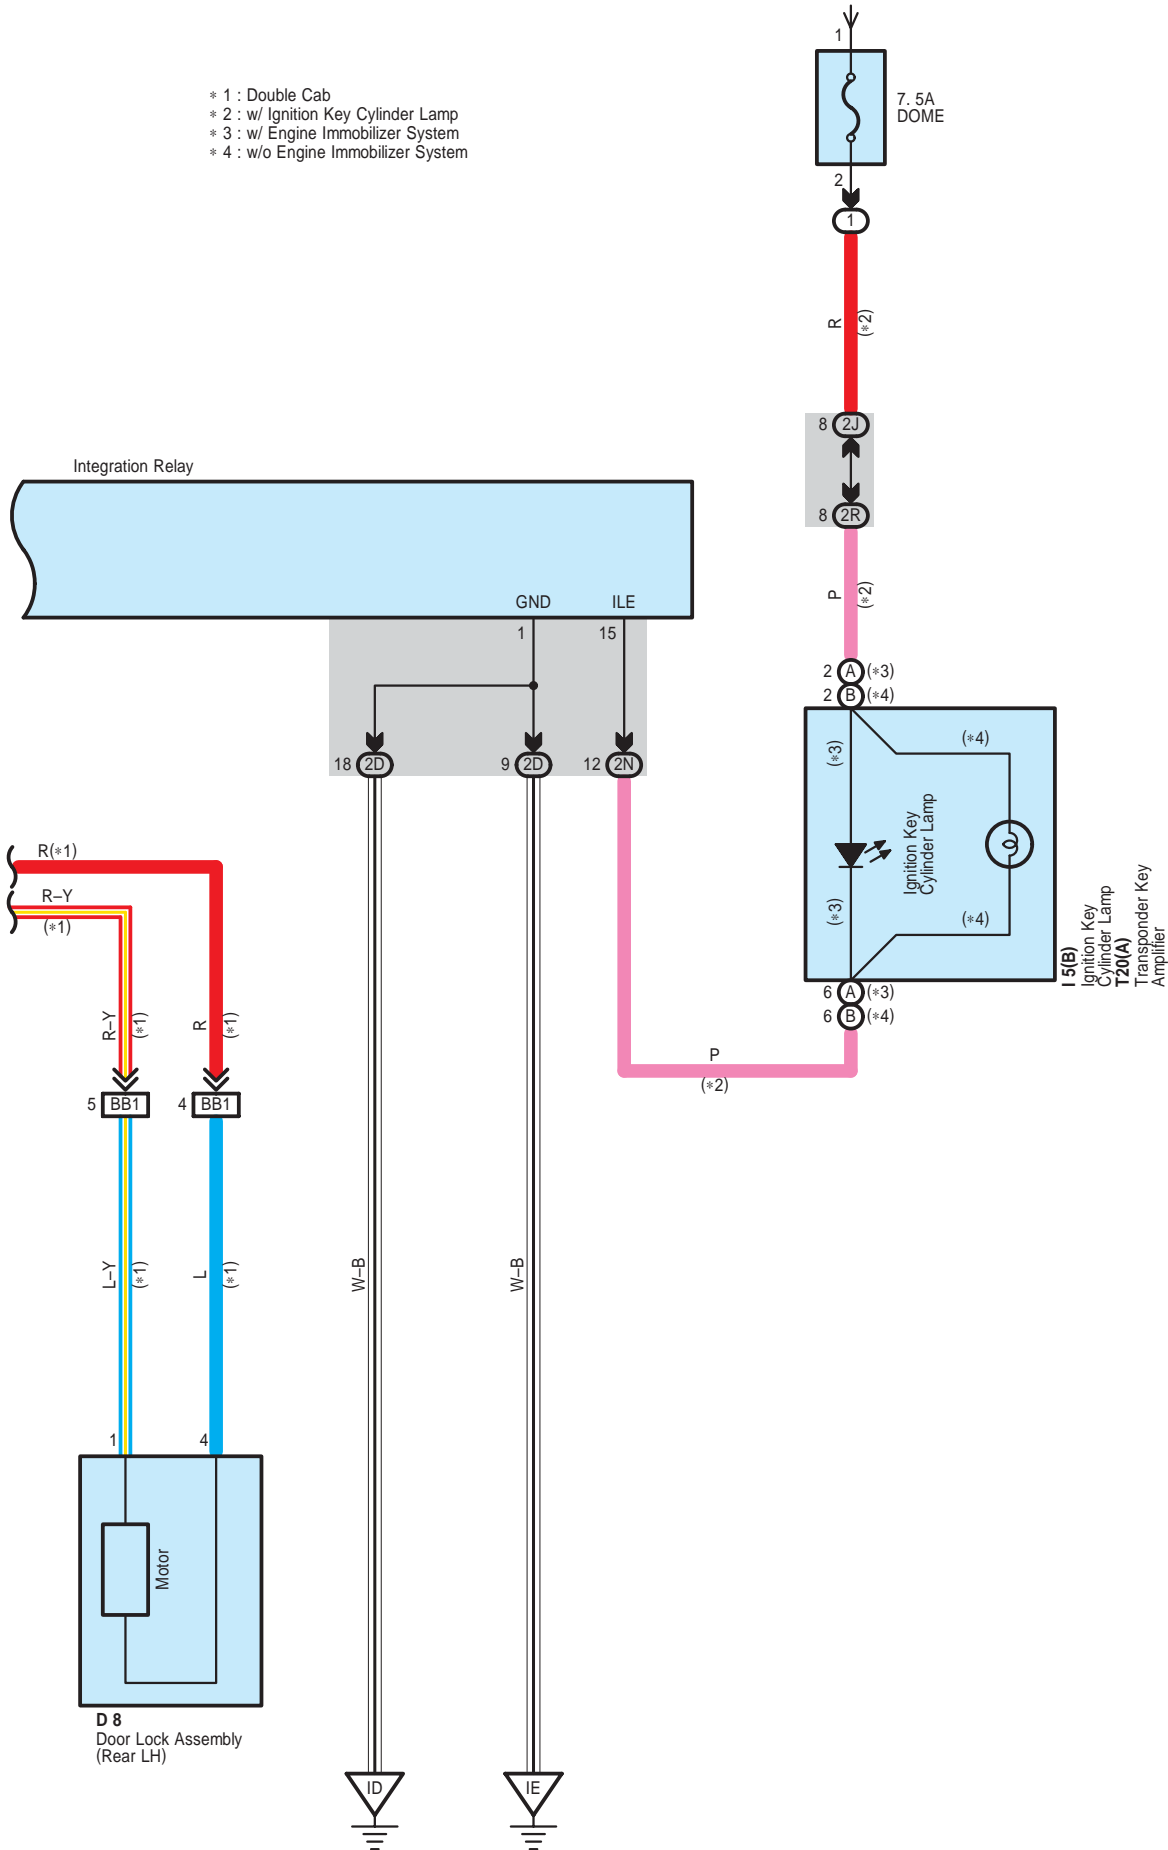 1
* 1 : Double Cab
* 2 : w/ Ignition Key Cylinder Lamp
* 3 : w/ Engine Immobilizer System
* 4 : w/o Engine Immobilizer System
7. 5A
DOME
2
1
R
(*2)
8 2J
8 2R
P
(*2)
Integration Relay
GND ILE
1 15
18 2D
9 2D
12 2N
2 A (*3)
2 B (*4)
(*3)
(*4)
Ignition Key
Cylinder Lamp
(*3)
(*4)
6 A (*3)
6 B (*4)
I 5(B)
Ignition Key
Cylinder Lamp
T20(A)
Transponder Key
Amplifier
P
(*2)
R(*1)
R–Y
(*1)
R–Y
(*1)
R
(*1)
5 BB1
4 BB1
L–Y
(*1)
L
(*1)
W–B
W–B
1 4
Motor
D 8
Door Lock Assembly
(Rear LH)
ID
IE